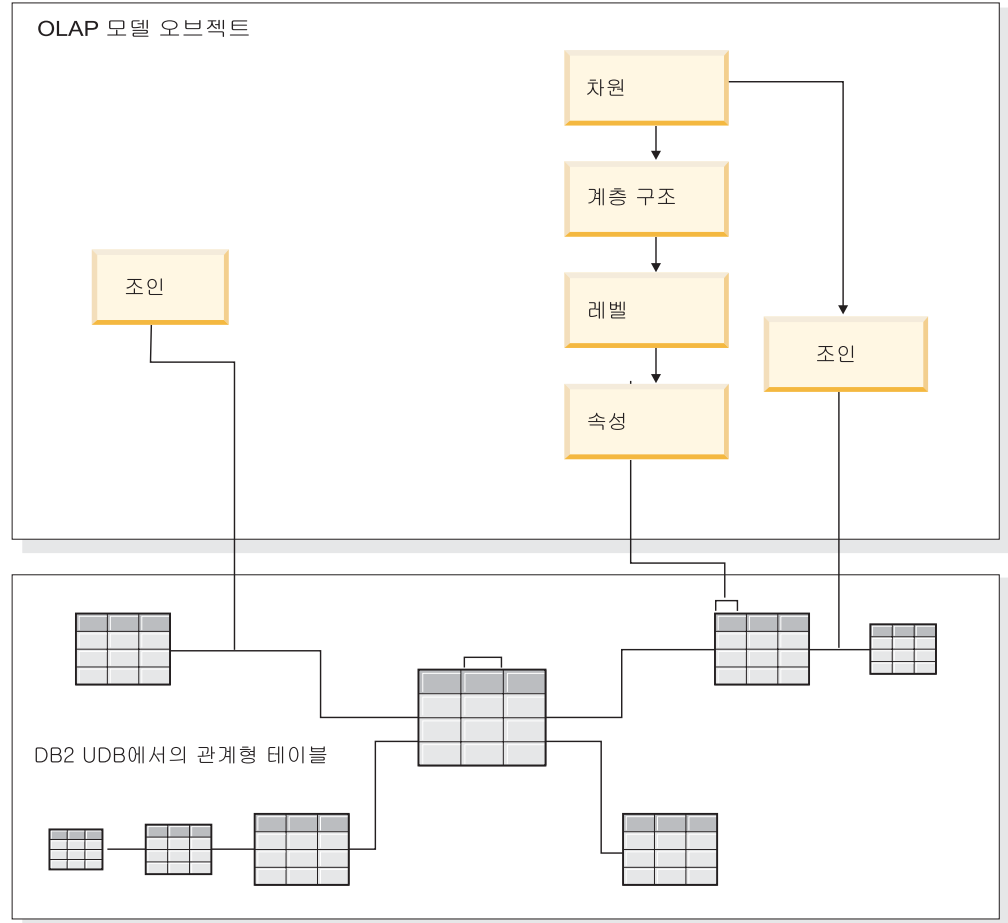 OLAP 모델 오브젝트
차원
계층 구조
조인
레벨
조인
속성
DB2 UDB에서의 관계형 테이블